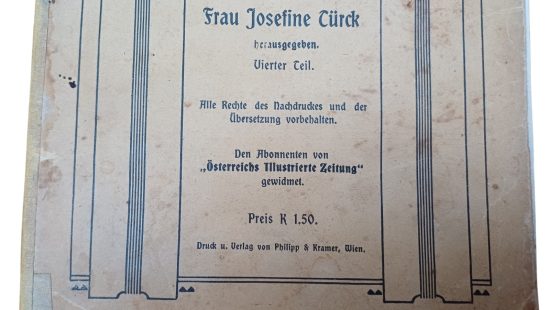 Frau Josefine Türck
herausgegeben.
Vierter Teil.
Alle Rechte des Nachdruckes und der
Übersetzung vorbehalten.
Den Abonnenten von
„Österreichs Illustrierte Zeitung“
gewidmet.
Preis K 1,50.
Druck u. Verlag von Philipp & Kramer, Wien.